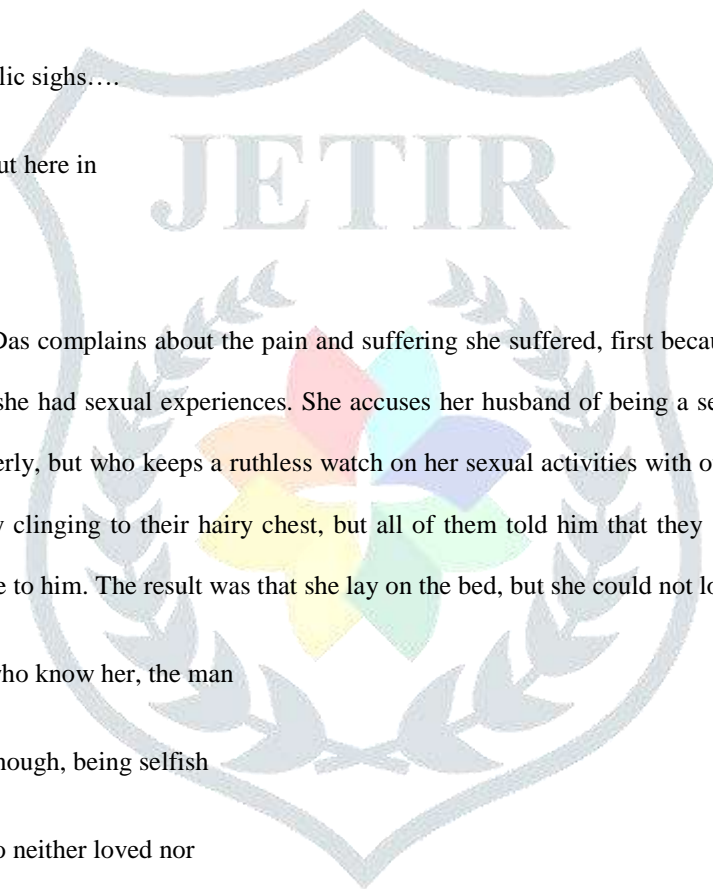 lic sighs….
ut here in
JETIR
Das complains about the pain and suffering she suffered, first becau
she had sexual experiences. She accuses her husband of being a se
erly, but who keeps a ruthless watch on her sexual activities with o
y clinging to their hairy chest, but all of them told him that they
e to him. The result was that she lay on the bed, but she could not lo
who know her, the man
nough, being selfish
o neither loved nor